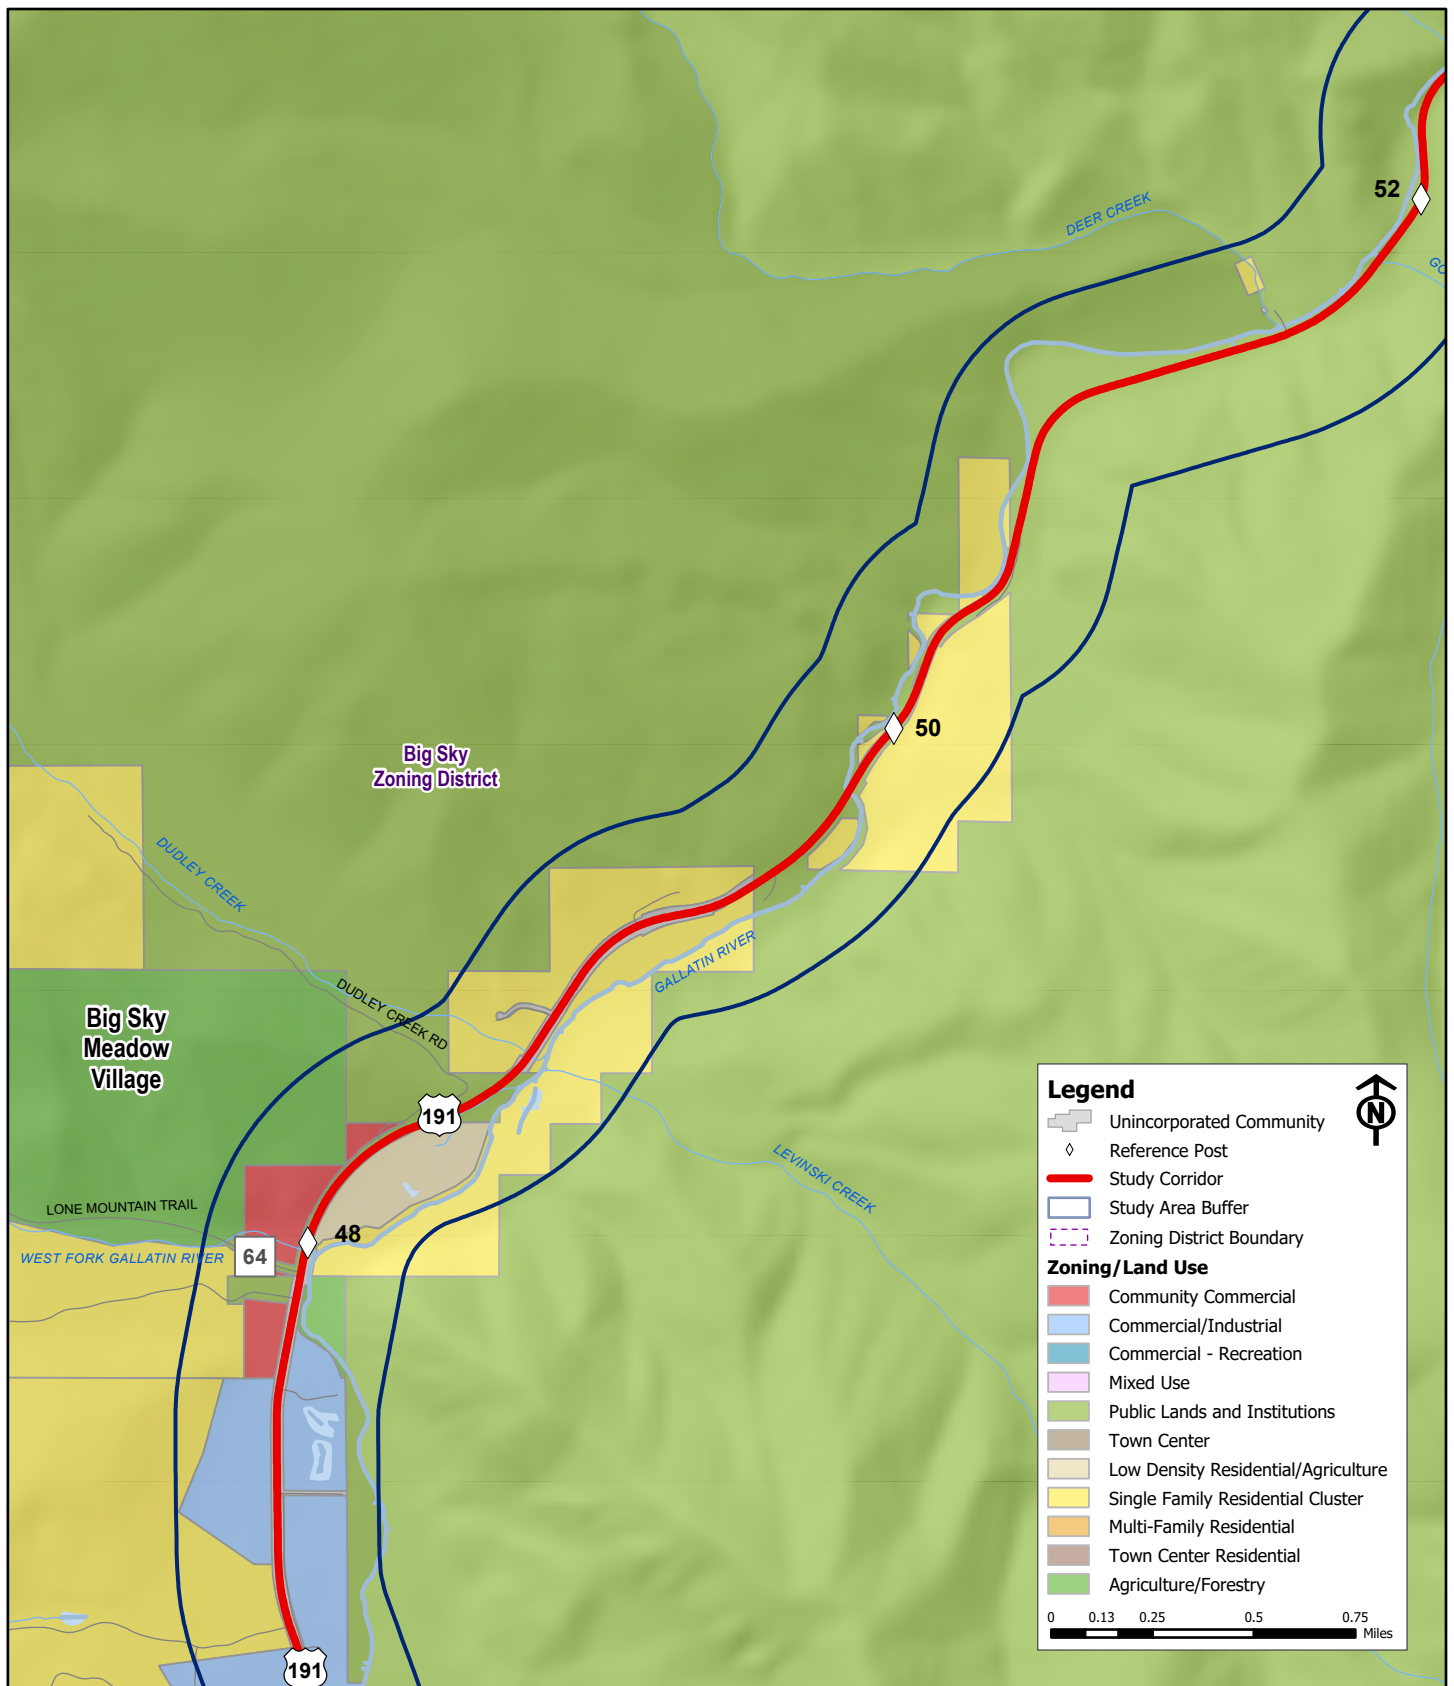 52
DEER CREEK
GO
50
Big Sky
Zoning District
DUDLEY CREEK
GALLATIN RIVER
DUDLEY CREEK RD
Big Sky
Meadow
Village
191
LEVINSKI CREEK
LONE MOUNTAIN TRAIL
48
WEST FORK GALLATIN RIVER
64
191
Legend
N
Unincorporated Community
Reference Post
Study Corridor
Study Area Buffer
Zoning District Boundary
Zoning/Land Use
Community Commercial
Commercial/Industrial
Commercial - Recreation
Mixed Use
Public Lands and Institutions
Town Center
Low Density Residential/Agriculture
Single Family Residential Cluster
Multi-Family Residential
Town Center Residential
Agriculture/Forestry
0 0.13 0.25 0.5 0.75
Miles